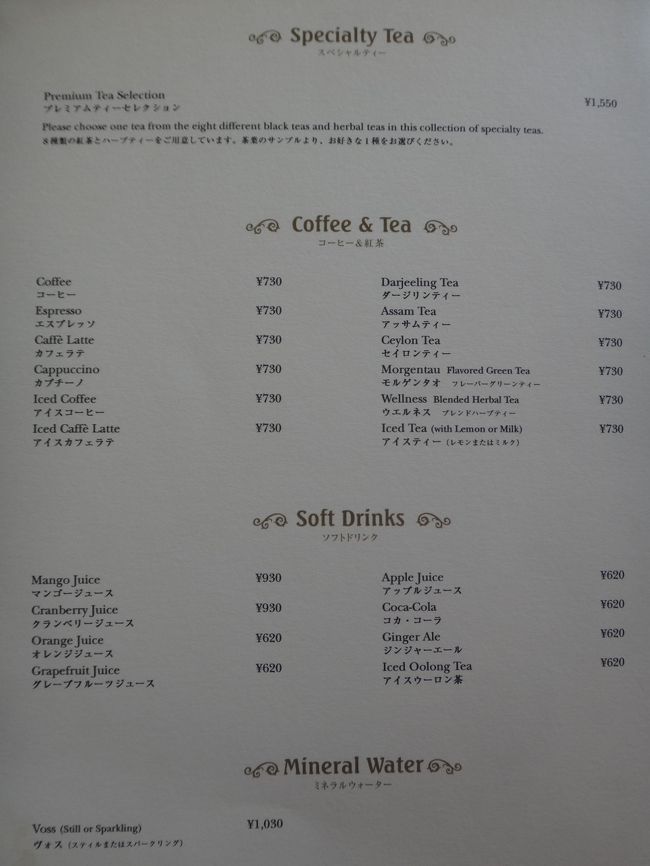 Specialty Tea
スペシャルティー
Premium Tea Selection ¥1,550
プレミアムティーセレクション
Please choose one tea from the eight different black teas and herbal teas in this collection of specialty teas.
8種類の紅茶とハーブティーをご用意しています。茶葉のサンプルより、お好きな1種をお選びください。
Coffee & Tea
コーヒー&紅茶
Coffee ¥730
コーヒー
Espresso ¥730
エスプレッソ
Caffè Latte ¥730
カフェラテ
Cappuccino ¥730
カプチーノ
Iced Coffee ¥730
アイスコーヒー
Iced Caffè Latte ¥730
アイスカフェラテ
Darjeeling Tea ¥730
ダージリンティー
Assam Tea ¥730
アッサムティー
Ceylon Tea ¥730
セイロンティー
Morgentau Flavored Green Tea ¥730
モルゲンタオ フレーバーグリーンティー
Wellness Blended Herbal Tea ¥730
ウエルネス ブレンドハーブティー
Iced Tea (with Lemon or Milk) ¥730
アイスティー (レモンまたはミルク)
Soft Drinks
ソフトドリンク
Mango Juice ¥930
マンゴージュース
Cranberry Juice ¥930
クランベリージュース
Orange Juice ¥620
オレンジジュース
Grapefruit Juice ¥620
グレープフルーツジュース
Apple Juice ¥620
アップルジュース
Coca-Cola ¥620
コカ・コーラ
Ginger Ale ¥620
ジンジャーエール
Iced Oolong Tea ¥620
アイスウーロン茶
Mineral Water
ミネラルウォーター
Voss (Still or Sparkling) ¥1,030
ヴォス (スティルまたはスパークリング)